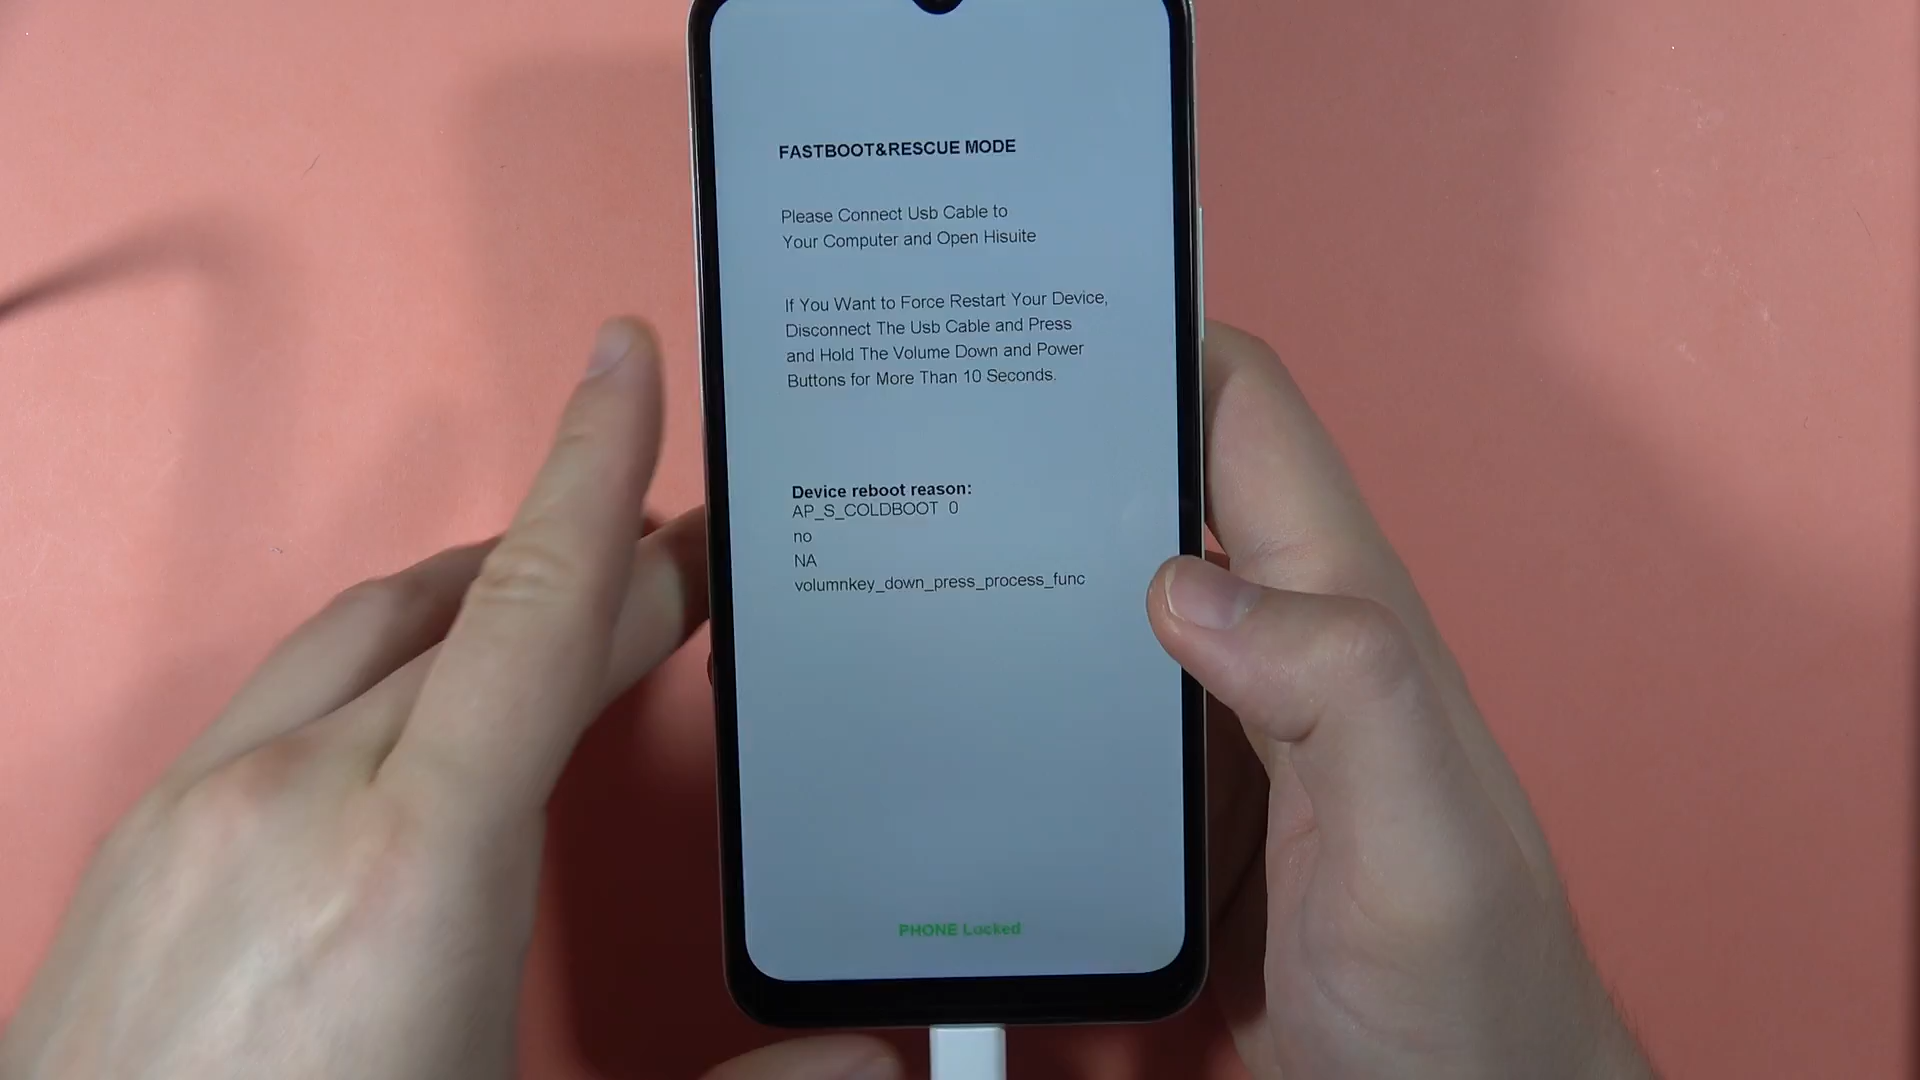 FASTBOOT&RESCUE MODE
Please Connect Usb Cable to
Your Computer and Open Hisuite
If You Want to Force Restart Your Device,
Disconnect The Usb Cable and Press
and Hold The Volume Down and Power
Buttons for More Than 10 Seconds.
Device reboot reason:
AP_S_COLDBOOT 0
no
NA
volumnkey_down_press_process_func
PHONE Locked